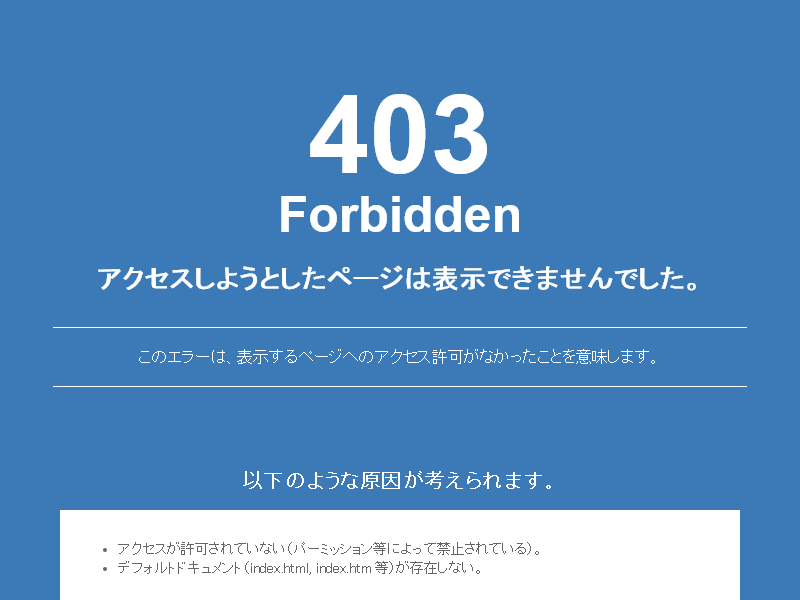 403
Forbidden
アクセスしようとしたページは表示できませんでした。
このエラーは、表示するページへのアクセス許可がなかったことを意味します。
以下のような原因が考えられます。
• アクセスが許可されていない（パーミッション等によって禁止されている）。
• デフォルトドキュメント（index.html, index.htm 等）が存在しない。